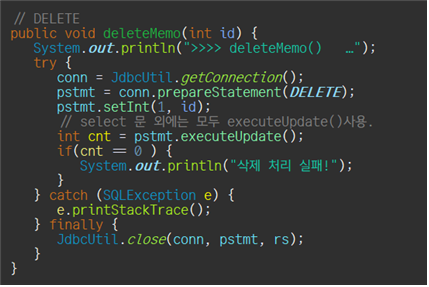 // DELETE
public void deleteMemo(int id) {
System.out.println(">>>> deleteMemo() …");
try {
conn = JdbcUtil.getConnection();
pstmt = conn.prepareStatement(DELETE);
pstmt.setInt(1, id);
// select 문 외에는 모두 executeUpdate()사용.
int cnt = pstmt.executeUpdate();
if(cnt == 0 ) {
System.out.println("삭제 처리 실패!");
}
} catch (SQLException e) {
e.printStackTrace();
} finally {
JdbcUtil.close(conn, pstmt, rs);
}
}